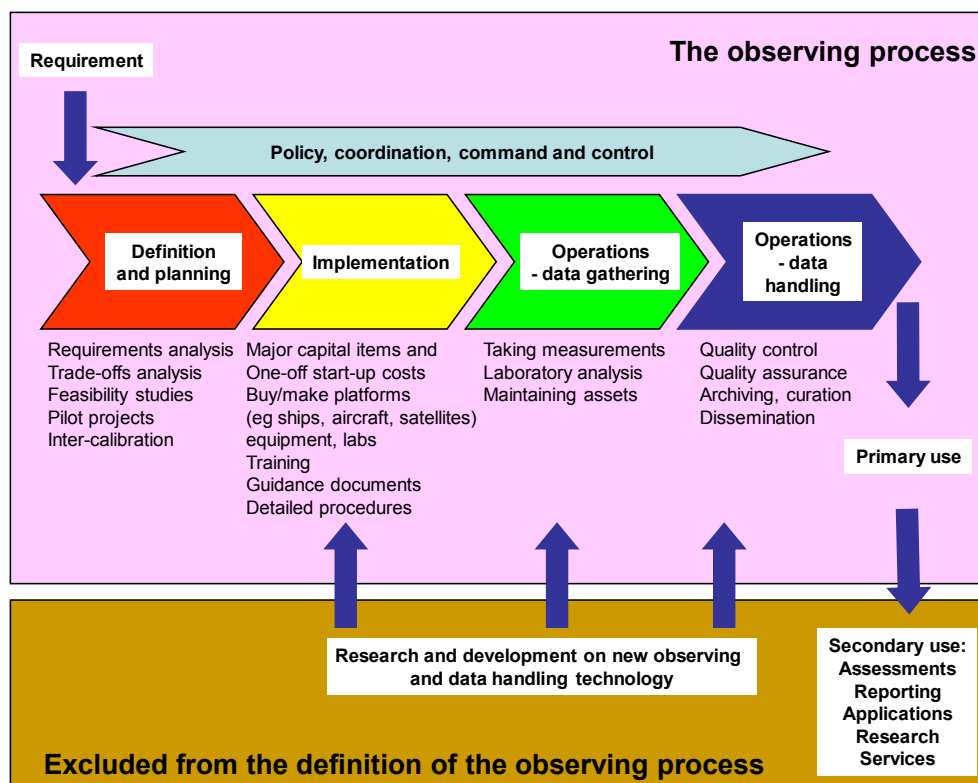 The observing process
Requirement
Policy, coordination, command and control
Definition
and planning
Implementation
Operations
- data gathering
Operations
- data
handling
Requirements analysis
Trade-offs analysis
Feasibility studies
Pilot projects
Inter-calibration
Major capital items and
One-off start-up costs
Buy/make platforms
(eg ships, aircraft, satellites)
equipment, labs
Training
Guidance documents
Detailed procedures
Taking measurements
Laboratory analysis
Maintaining assets
Quality control
Quality assurance
Archiving, curation
Dissemination
Primary use
Research and development on new observing
and data handling technology
Secondary use:
Assessments
Reporting
Applications
Research
Services
Excluded from the definition of the observing process